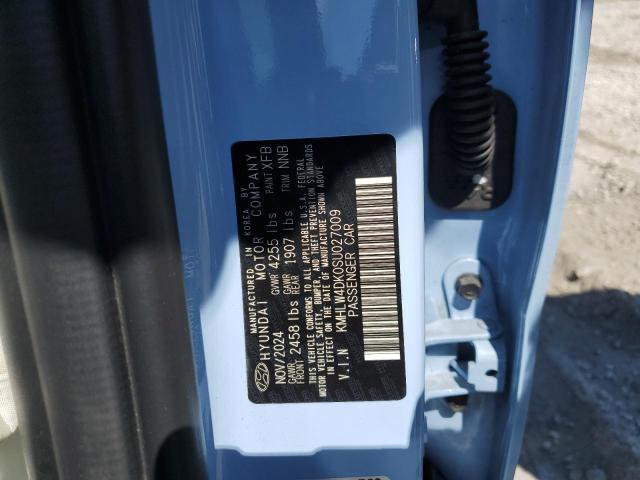 MANUFACTURED IN KOREA BY
HYUNDAI MOTOR COMPANY
NOV/2024 GVWR 4255 lbs PAINT XFB
GAWR FRONT 2458 lbs GAWR REAR 1907 lbs TRIM NNB
THIS VEHICLE CONFORMS TO ALL APPLICABLE U.S.A. FEDERAL
MOTOR VEHICLE SAFETY, BUMPER, AND THEFT PREVENTION STANDARDS
IN EFFECT ON THE DATE OF MANUFACTURE SHOWN ABOVE
V.I.N KMHLW4DK0SU027009
PASSENGER CAR